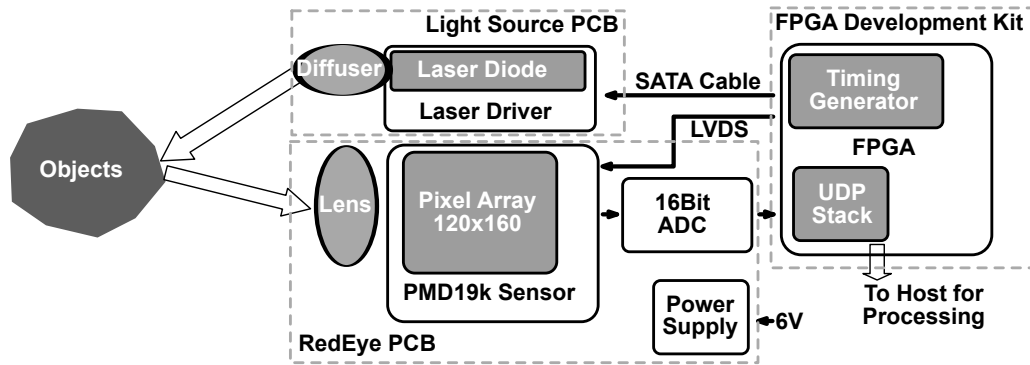 Light Source PCB
FPGA Development Kit
Diffuser
Laser Diode
Laser Driver
SATA Cable
LVDS
Timing
Generator
FPGA
UDP
Stack
To Host for
Processing
Objects
Lens
Pixel Array
120x160
PMD19k Sensor
16Bit
ADC
Power
Supply
6V
RedEye PCB